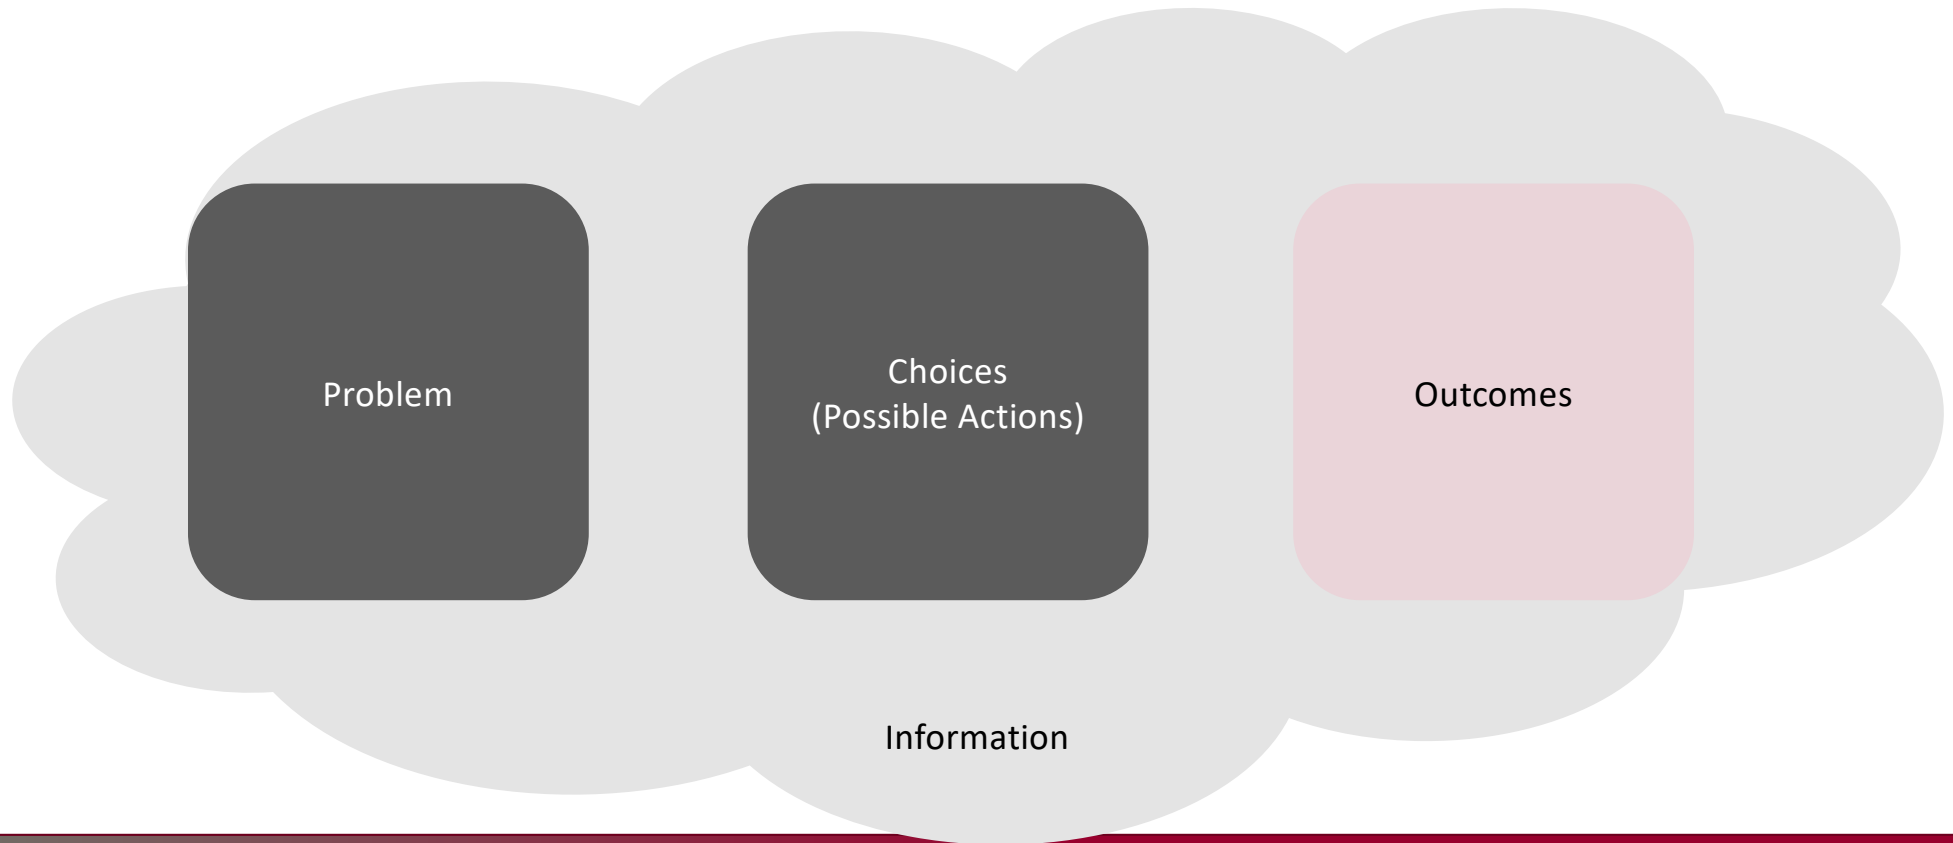 Problem
Choices
(Possible Actions)
Outcomes
Information